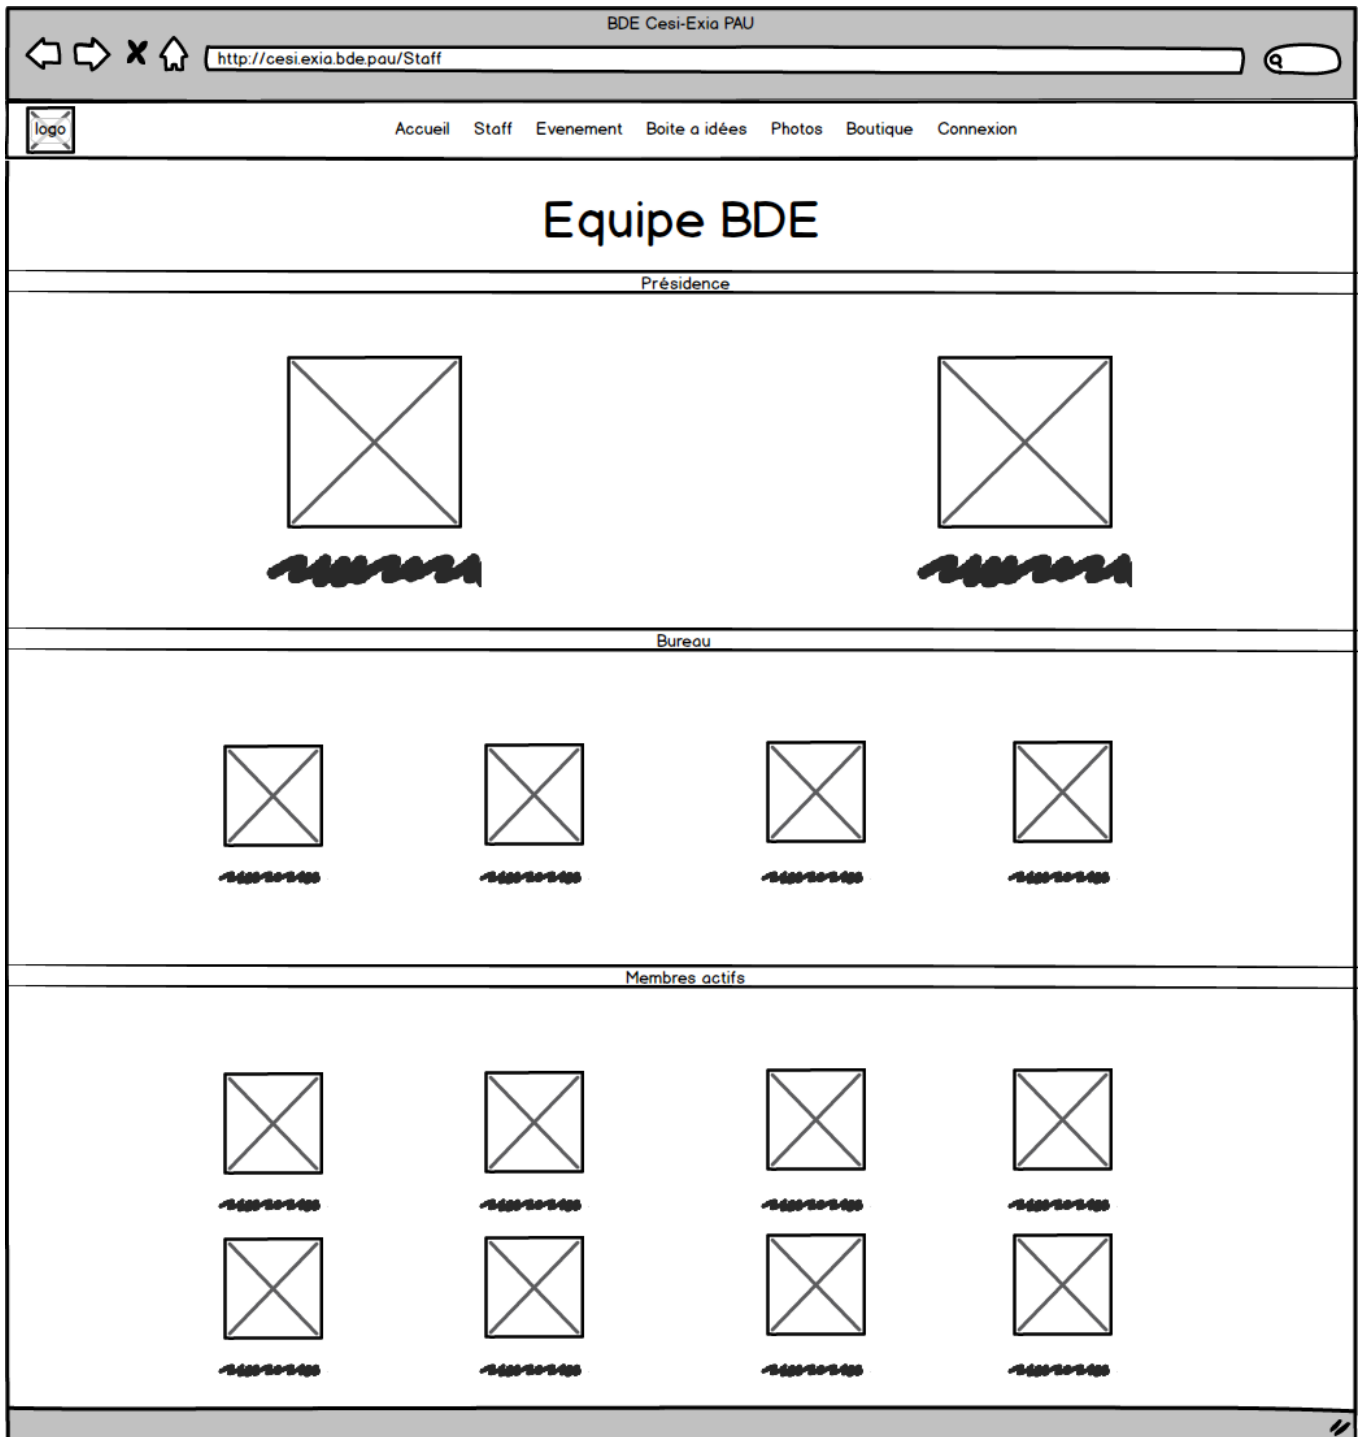 BDE Cesi-Exia PAU
http://cesi.exia.bde.pau/Staff
logo Accueil Staff Evenement Boite a idées Photos Boutique Connexion
Equipe BDE
Présidence
Bureau
Membres actifs